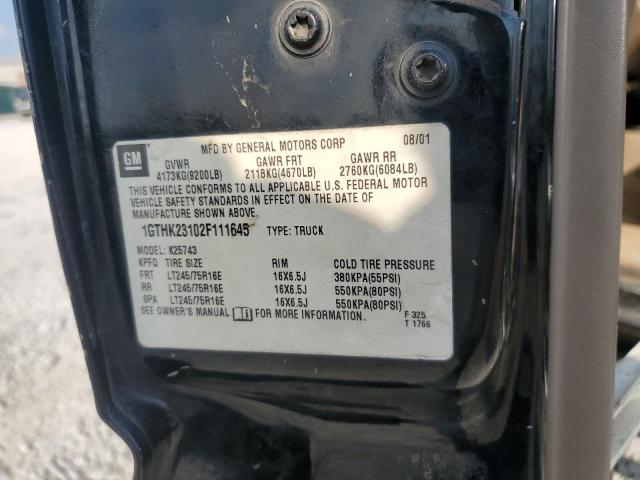 GM
MFD BY GENERAL MOTORS CORP 08/01
GVWR GAWR FRT GAWR RR
4173KG(9200LB) 2118KG(4670LB) 2760KG(6084LB)
THIS VEHICLE CONFORMS TO ALL APPLICABLE U.S. FEDERAL MOTOR
VEHICLE SAFETY STANDARDS IN EFFECT ON THE DATE OF
MANUFACTURE SHOWN ABOVE.
1GTHK23102F111645 TYPE: TRUCK
MODEL: K25743
KPFQ TIRE SIZE RIM COLD TIRE PRESSURE
FRT LT245/75R16E 16X6.5J 380KPA(55PSI)
RR LT245/75R16E 16X6.5J 550KPA(80PSI)
SPA LT245/75R16E 16X6.5J 550KPA(80PSI)
SEE OWNER'S MANUAL FOR MORE INFORMATION. F 325
T 1766